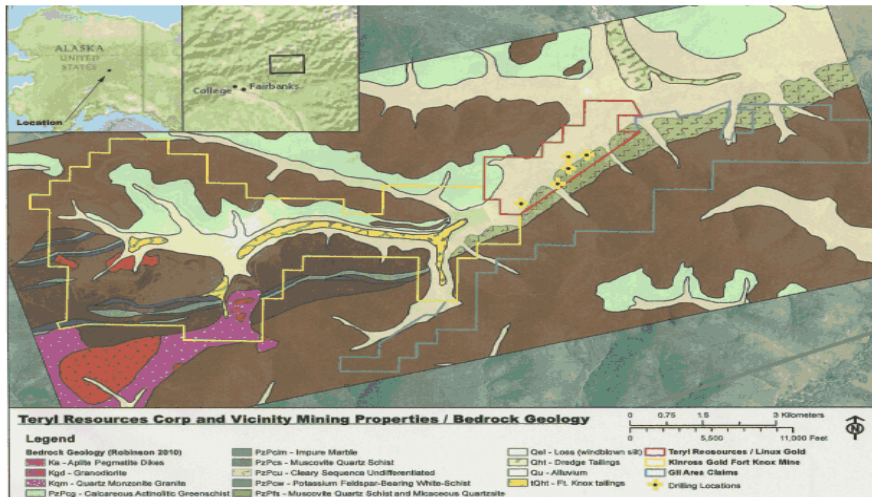 ALASKA
UNITED
STATES
Location
College
Fairbanks
Teryl Resources Corp and Vicinity Mining Properties / Bedrock Geology
0 0.75 1.5 3 Kilometers
0 5,500 11,000 Feet
N
Legend
Bedrock Geology (Robinson 2010)
Ka - Aplite Pegmatite Dikes
Kgd - Granodiorite
Kqm - Quartz Monzonite Granite
PzPCg - Calcareous Actinolitic Greenschist
PzPCim - Impure Marble
PzPCs - Muscovite Quartz Schist
PzPCu - Cleary Sequence Undifferentiated
PzPCw - Potassium Feldspar-Bearing White-Schist
PzPfs - Muscovite Quartz Schist and Micaceous Quartzite
Qel - Loss (windblown silt)
Qht - Dredge Tailings
Qu - Alluvium
tQht - Ft. Knox tailings
Teryl Reosources / Linux Gold
Kinross Gold Fort Knox Mine
Gil Area Claims
Drilling Locations